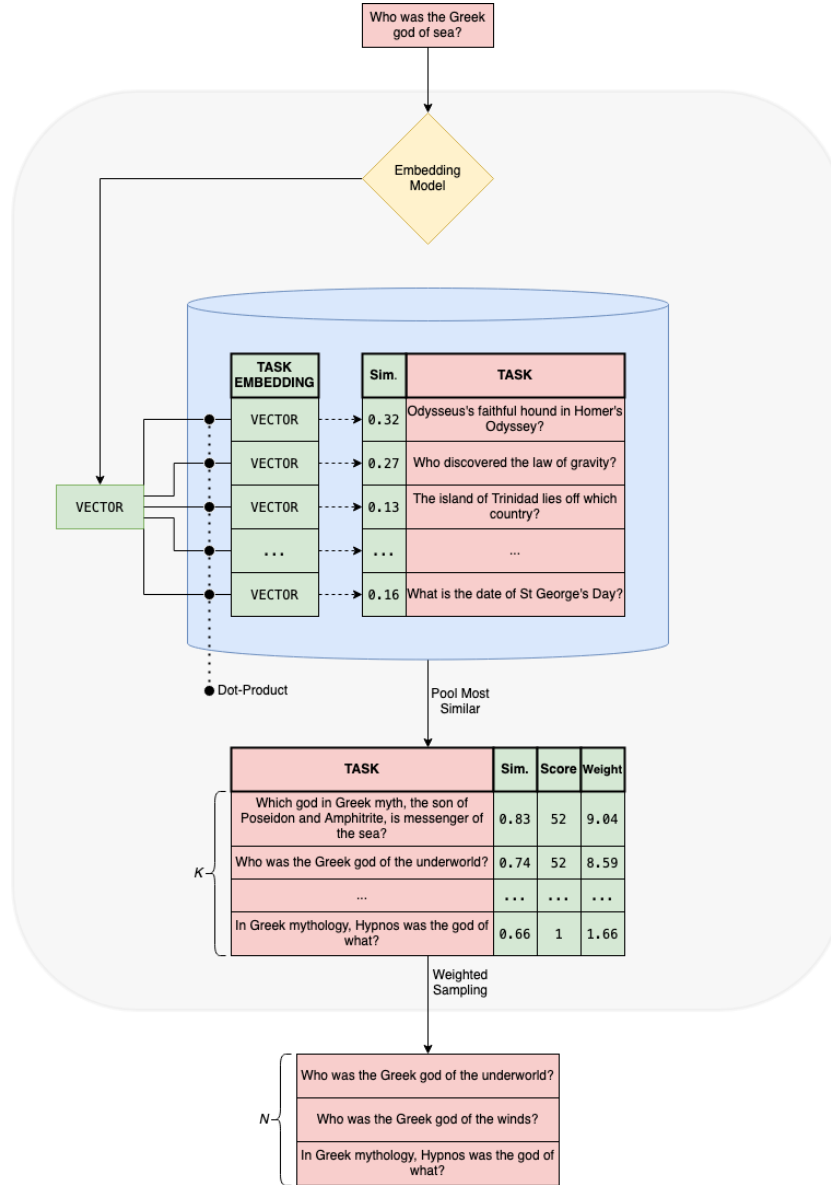 Who was the Greek
god of sea?
Embedding
Model
TASK
EMBEDDING
Sim.
TASK
VECTOR
0.32
Odysseus's faithful hound in Homer's
Odyssey?
VECTOR
0.27
Who discovered the law of gravity?
VECTOR
VECTOR
0.13
The island of Trinidad lies off which
country?
...
...
...
VECTOR
0.16
What is the date of St George's Day?
Dot-Product
Pool Most
Similar
TASK
Sim.
Score
Weight
Which god in Greek myth, the son of
Poseidon and Amphitrite, is messenger of
the sea?
0.83
52
9.04
K
Who was the Greek god of the underworld?
0.74
52
8.59
...
...
...
...
In Greek mythology, Hypnos was the god of
what?
0.66
1
1.66
Weighted
Sampling
Who was the Greek god of the underworld?
N
Who was the Greek god of the winds?
In Greek mythology, Hypnos was the god of
what?